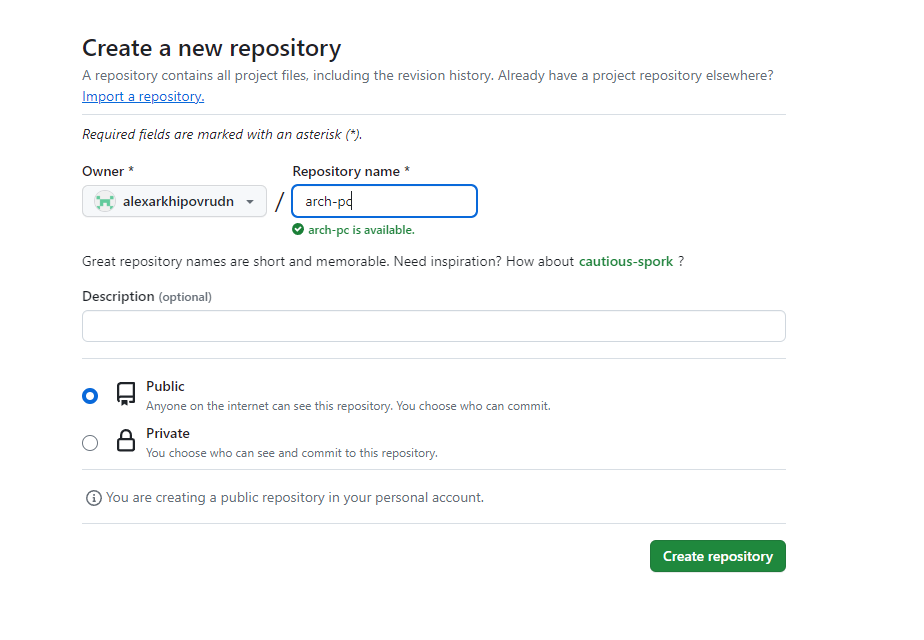 Create a new repository
A repository contains all project files, including the revision history. Already have a project repository elsewhere?
Import a repository.
Required fields are marked with an asterisk (*).
Owner * Repository name *
alexarkhipovrudn / arch-pc
arch-pc is available.
Great repository names are short and memorable. Need inspiration? How about cautious-spork ?
Description (optional)
Public
Anyone on the internet can see this repository. You choose who can commit.
Private
You choose who can see and commit to this repository.
You are creating a public repository in your personal account.
Create repository